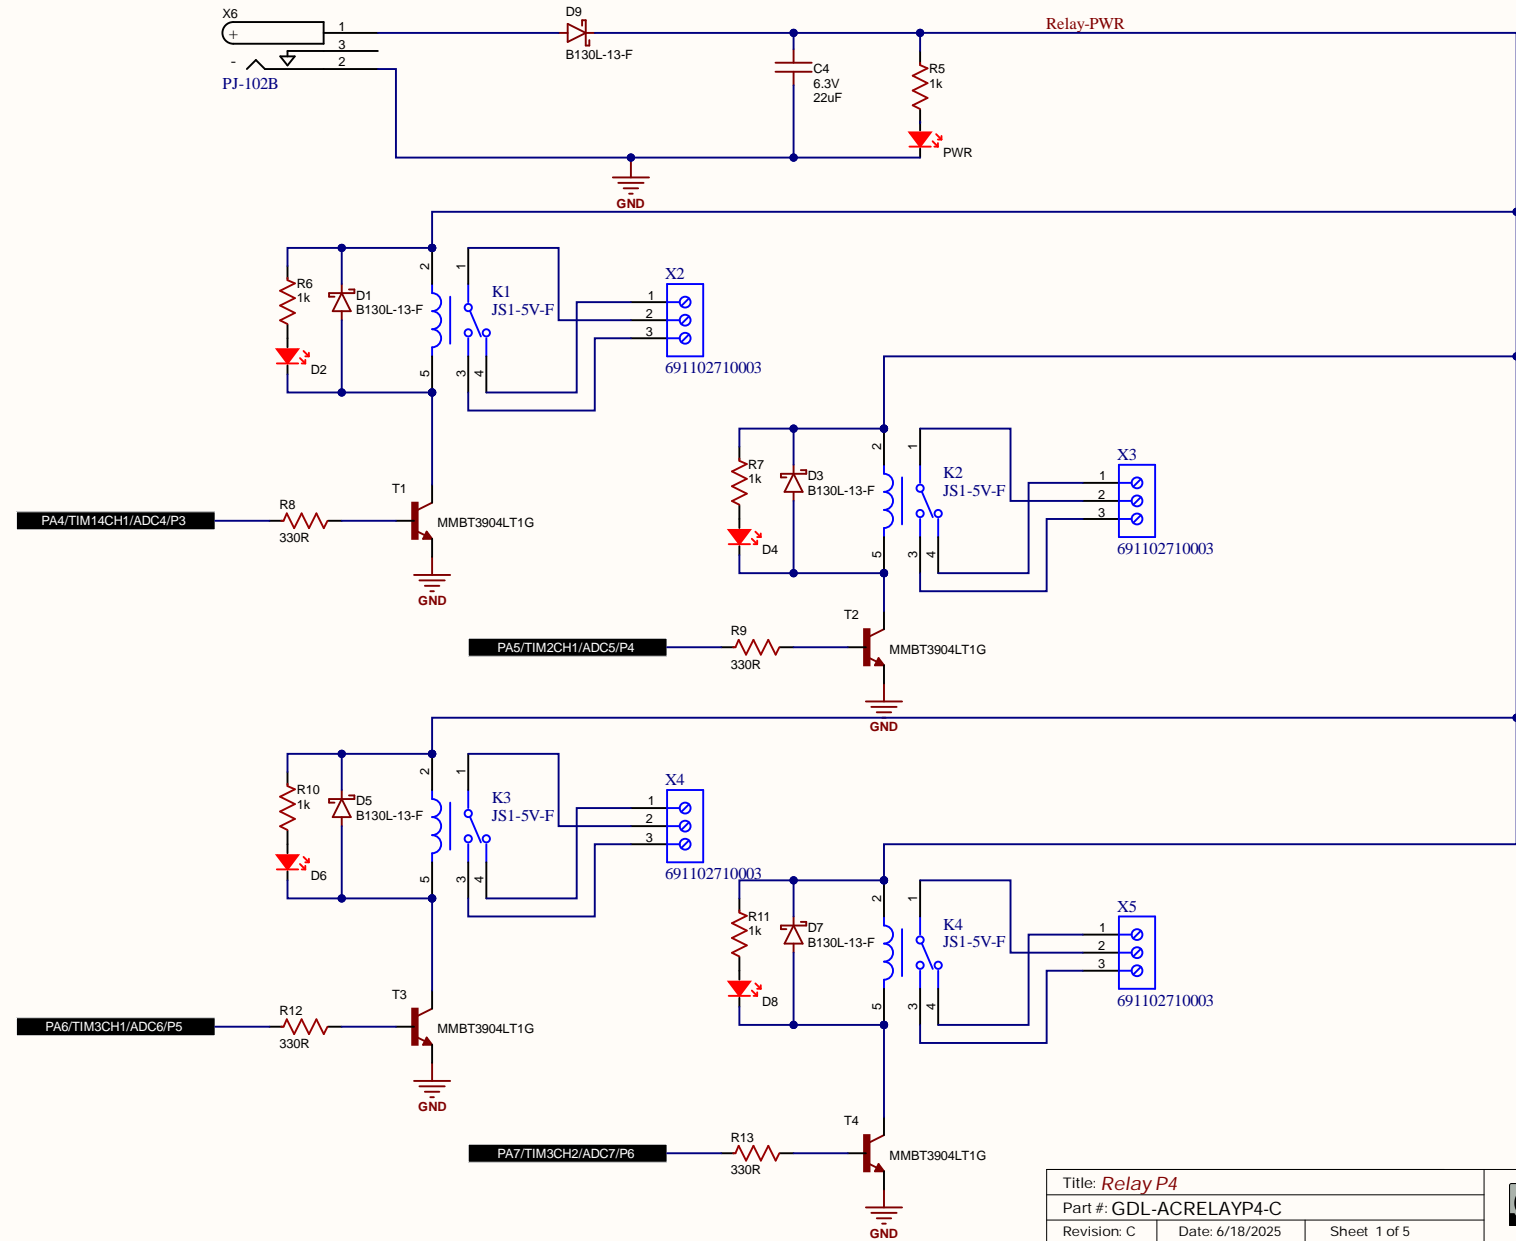 X6
+
1
3
2
-
PJ-102B
D9
B130L-13-F
C4
6.3V
22uF
R5
1k
PWR
Relay-PWR
GND
R6
1k
D1
B130L-13-F
D2
2
5
1
3
4
K1
JS1-5V-F
X2
1
2
3
691102710003
T1
PA4/TIM14CH1/ADC4/P3
R8
330R
MMBT3904LT1G
GND
R7
1k
D3
B130L-13-F
D4
2
5
1
3
4
K2
JS1-5V-F
X3
1
2
3
691102710003
T2
PA5/TIM2CH1/ADC5/P4
R9
330R
MMBT3904LT1G
GND
R10
1k
D5
B130L-13-F
D6
2
5
1
3
4
K3
JS1-5V-F
X4
1
2
3
691102710003
T3
PA6/TIM3CH1/ADC6/P5
R12
330R
MMBT3904LT1G
GND
R11
1k
D7
B130L-13-F
D8
2
5
1
3
4
K4
JS1-5V-F
X5
1
2
3
691102710003
T4
PA7/TIM3CH2/ADC7/P6
R13
330R
MMBT3904LT1G
GND
Title: Relay P4
Part #: GDL-ACRELAYP4-C
Revision: C Date: 6/18/2025 Sheet 1 of 5